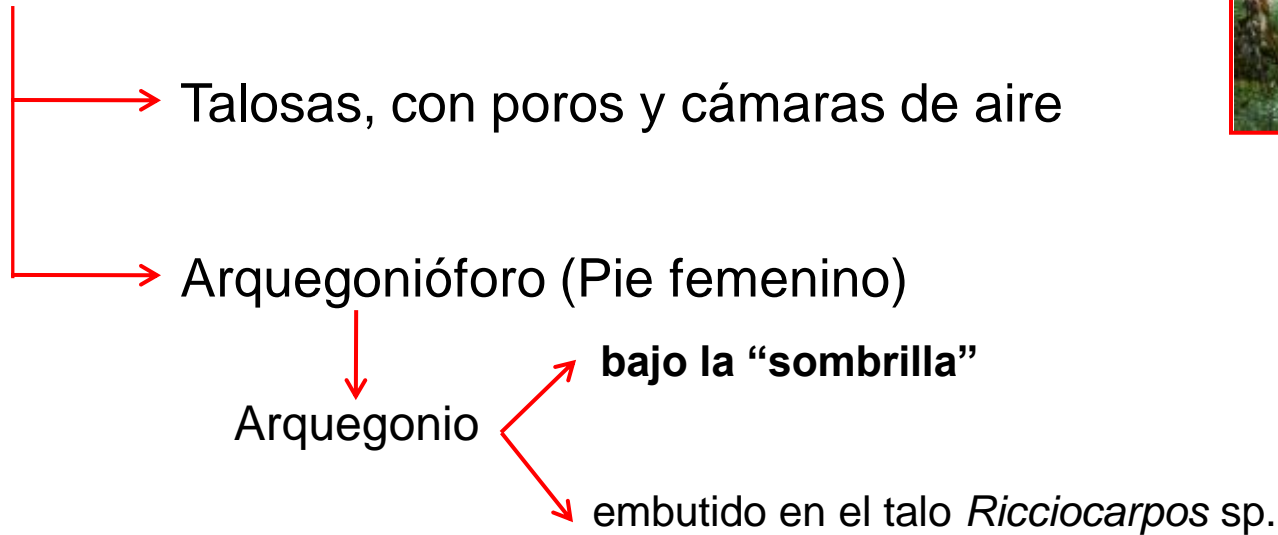 Talosas, con poros y cámaras de aire
Arquegonióforo (Pie femenino)
bajo la “sombrilla”
Arquegonio
embutido en el talo Ricciocarpos sp.